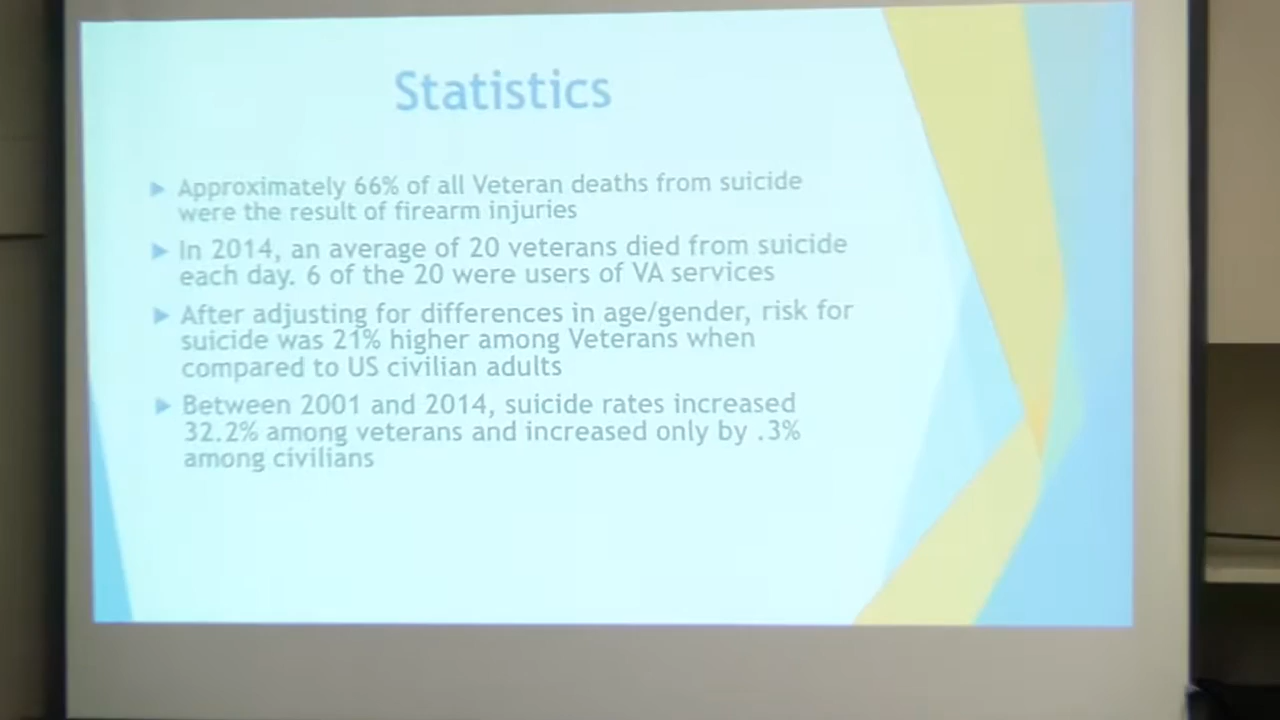 Statistics
Approximately 66% of all Veteran deaths from suicide
were the result of firearm injuries
In 2014, an average of 20 veterans died from suicide
each day. 6 of the 20 were users of VA services
After adjusting for differences in age/gender, risk for
suicide was 21% higher among Veterans when
compared to US civilian adults
Between 2001 and 2014, suicide rates increased
32.2% among veterans and increased only by .3%
among civilians